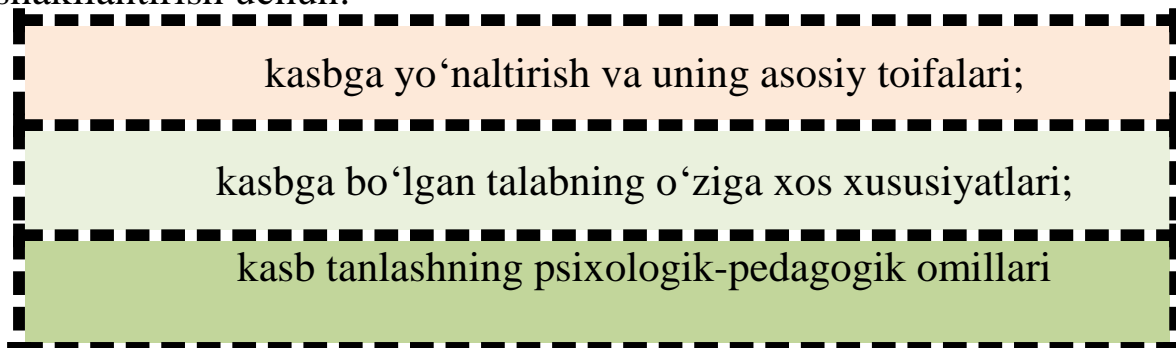 kasbga yo‘naltirish va uning asosiy toifalari;
kasbga bo‘lgan talabning o‘ziga xos xususiyatlari;
kasb tanlashning psixologik-pedagogik omillari